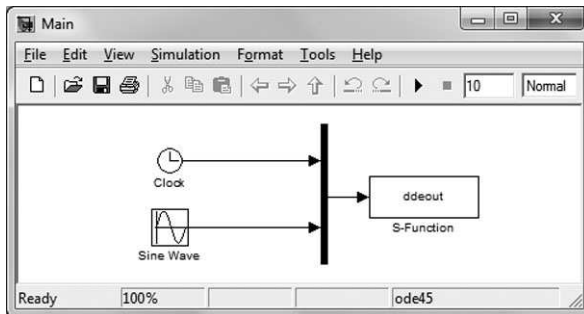 Main
File Edit View Simulation Format Tools Help
10 Normal
Clock
ddeout
S-Function
Sine Wave
Ready 100% ode45